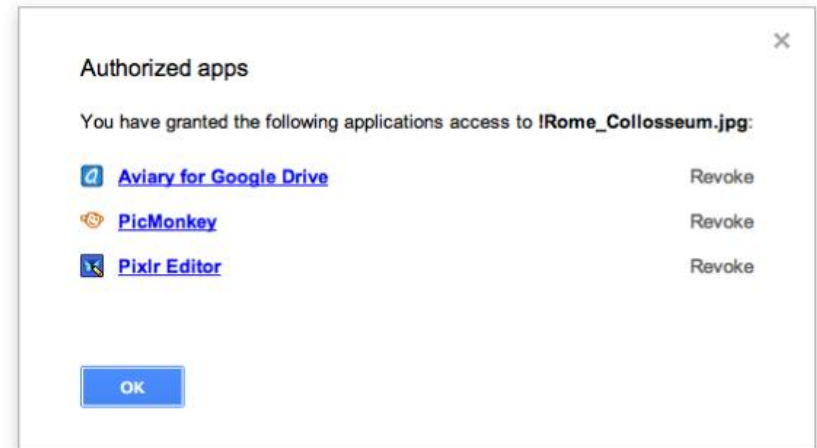 Authorized apps
You have granted the following applications access to !Rome_Collosseum.jpg:
Aviary for Google Drive Revoke
PicMonkey Revoke
Pixlr Editor Revoke
OK